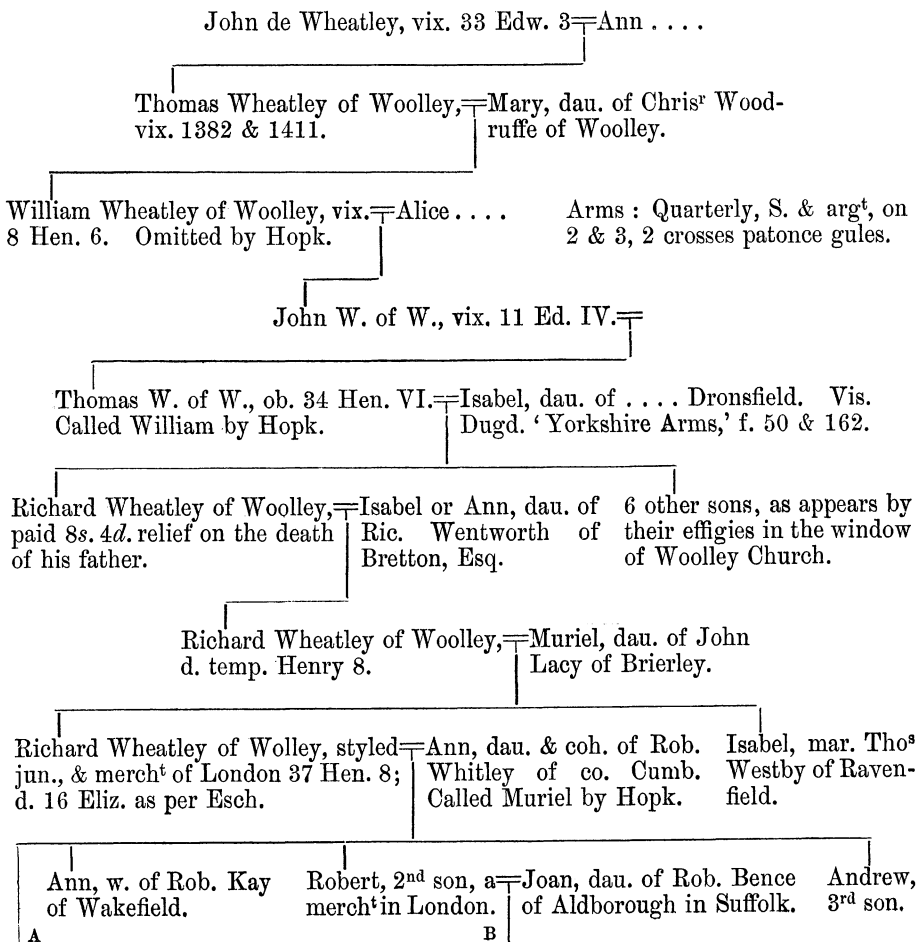 John de Wheatley, vix. 33 Edw. 3=Ann . . . .
Thomas Wheatley of Woolley,=Mary, dau. of Chrisʳ Wood-
vix. 1382 & 1411. ruffe of Woolley.
William Wheatley of Woolley, vix.=Alice . . . . Arms : Quarterly, S. & argᵗ, on
8 Hen. 6. Omitted by Hopk. 2 & 3, 2 crosses patonce gules.
John W. of W., vix. 11 Ed. IV.=
Thomas W. of W., ob. 34 Hen. VI.=Isabel, dau. of . . . . Dronsfield. Vis.
Called William by Hopk. Dugd. ‘Yorkshire Arms,’ f. 50 & 162.
Richard Wheatley of Woolley,=Isabel or Ann, dau. of 6 other sons, as appears by
paid 8s. 4d. relief on the death Ric. Wentworth of their effigies in the window
of his father. Bretton, Esq. of Woolley Church.
Richard Wheatley of Woolley,=Muriel, dau. of John
d. temp. Henry 8. Lacy of Brierley.
Richard Wheatley of Wolley, styled=Ann, dau. & coh. of Rob. Isabel, mar. Thoˢ
jun., & merchᵗ of London 37 Hen. 8; Whitley of co. Cumb. Westby of Raven-
d. 16 Eliz. as per Esch. Called Muriel by Hopk. field.
Ann, w. of Rob. Kay Robert, 2ⁿᵈ son, a=Joan, dau. of Rob. Bence Andrew,
of Wakefield. merchᵗ in London. of Aldborough in Suffolk. 3ʳᵈ son.
A B